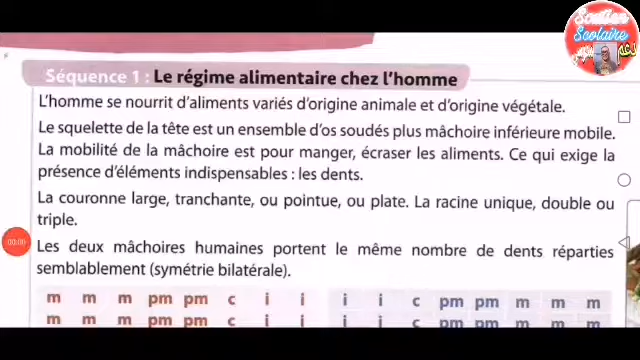 Soutien
Scolaire
Séquence 1 : Le régime alimentaire chez l'homme
L'homme se nourrit d'aliments variés d'origine animale et d'origine végétale.
Le squelette de la tête est un ensemble d'os soudés plus mâchoire inférieure mobile.
La mobilité de la mâchoire est pour manger, écraser les aliments. Ce qui exige la
présence d'éléments indispensables : les dents.
La couronne large, tranchante, ou pointue, ou plate. La racine unique, double ou
triple.
00:00
Les deux mâchoires humaines portent le même nombre de dents réparties
semblablement (symétrie bilatérale).
m m m pm pm c i i i i c pm pm m m m
m m m pm pm c i i i i c pm pm m m m